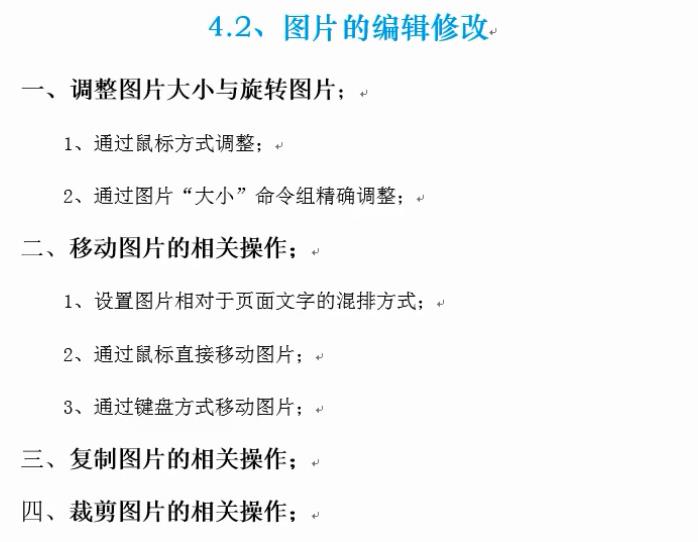 4.2、图片的编辑修改
一、调整图片大小与旋转图片；
1、通过鼠标方式调整；
2、通过图片“大小”命令组精确调整；
二、移动图片的相关操作；
1、设置图片相对于页面文字的混排方式；
2、通过鼠标直接移动图片；
3、通过键盘方式移动图片；
三、复制图片的相关操作；
四、裁剪图片的相关操作；